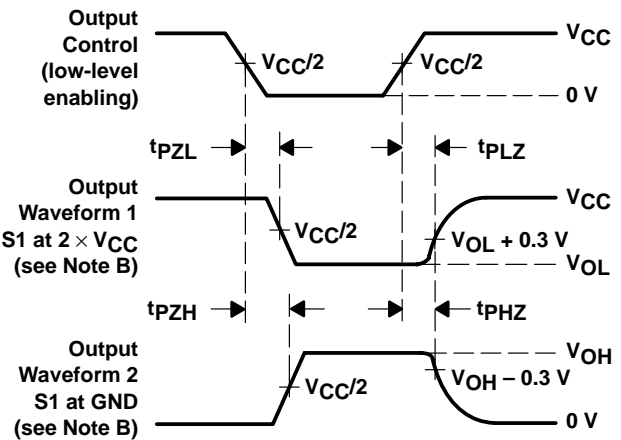 Output
Control
(low-level
enabling)
VCC/2
VCC/2
VCC
0 V
tPZL
tPLZ
Output
Waveform 1
S1 at 2 × VCC
(see Note B)
VCC/2
VCC
VOL + 0.3 V
VOL
tPZH
tPHZ
Output
Waveform 2
S1 at GND
(see Note B)
VCC/2
VOH
VOH – 0.3 V
0 V